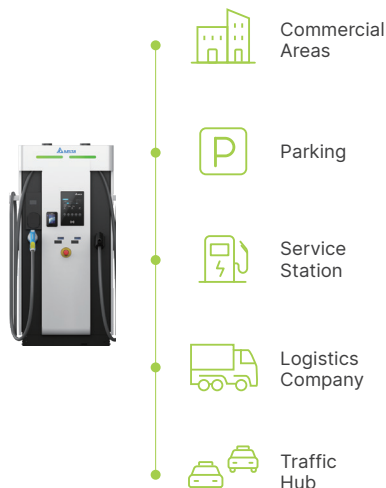 Commercial
Areas
P
Parking
Service
Station
Logistics
Company
Traffic
Hub